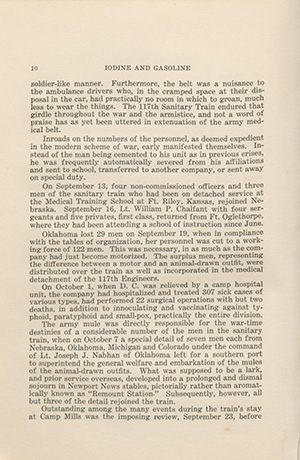 10 IODINE AND GASOLINE
soldier-like manner. Furthermore, the belt was a nuisance to
the ambulance drivers who, in the cramped space at their dis-
posal in the car, had practically no room in which to groan, much
less to wear the things. The 117th Sanitary Train endured that
girdle throughout the war and the armistice, and not a word of
praise has as yet been uttered in extenuation of the army med-
ical belt.
Inroads on the numbers of the personnel, as deemed expedient
in the modern scheme of war, early manifested themselves. In-
stead of the man being cemented to his unit as in previous crises,
he was frequently automatically severed from his affiliations
and sent to school, transferred to another company, or sent away
on special duty.
On September 13, four non-commissioned officers and three
men of the sanitary train who had been on detached service at
the Medical Training School at Ft. Riley, Kansas, rejoined Ne-
braska. September 16, Lt. William P. Chalfant with four ser-
geants and five privates, first class, returned from Ft. Oglethorpe,
where they had been attending a school of instruction since June.
Oklahoma lost 29 men on September 19, when in compliance
with the tables of organization, her personnel was cut to a work-
ing force of 122 men. This was necessary, in as much as the com-
pany had just become motorized. The surplus men, representing
the difference between a motor and an animal-drawn outfit, were
distributed over the train as well as incorporated in the medical
detachment of the 117th Engineers.
On October 1, when D. C. was relieved by a camp hospital
unit, the company had hospitalized and treated 307 sick cases of
various types, had performed 22 surgical operations with but two
deaths, in addition to innoculating and vaccinating against ty-
phoid, paratyphoid and small-pox, practically the entire division.
The army mule was directly responsible for the war-time
destinies of a considerable number of the men in the sanitary
train, when on October 7 a special detail of seven men each from
Nebraska, Oklahoma, Michigan and Colorado under the command
of Lt. Joseph J. Nabhan of Oklahoma left for a southern port
to superintend the general welfare and embarkation of the mules
of the animal-drawn outfits. What was supposed to be a lark,
and prior service overseas, developed into a prolonged and dismal
sojourn in Newport News stables, pictorially rather than aromat-
ically known as "Remount Station." Subsequently, however, all
but three of the detail rejoined the train.
Outstanding among the many events during the train's stay
at Camp Mills was the imposing review, September 23, before